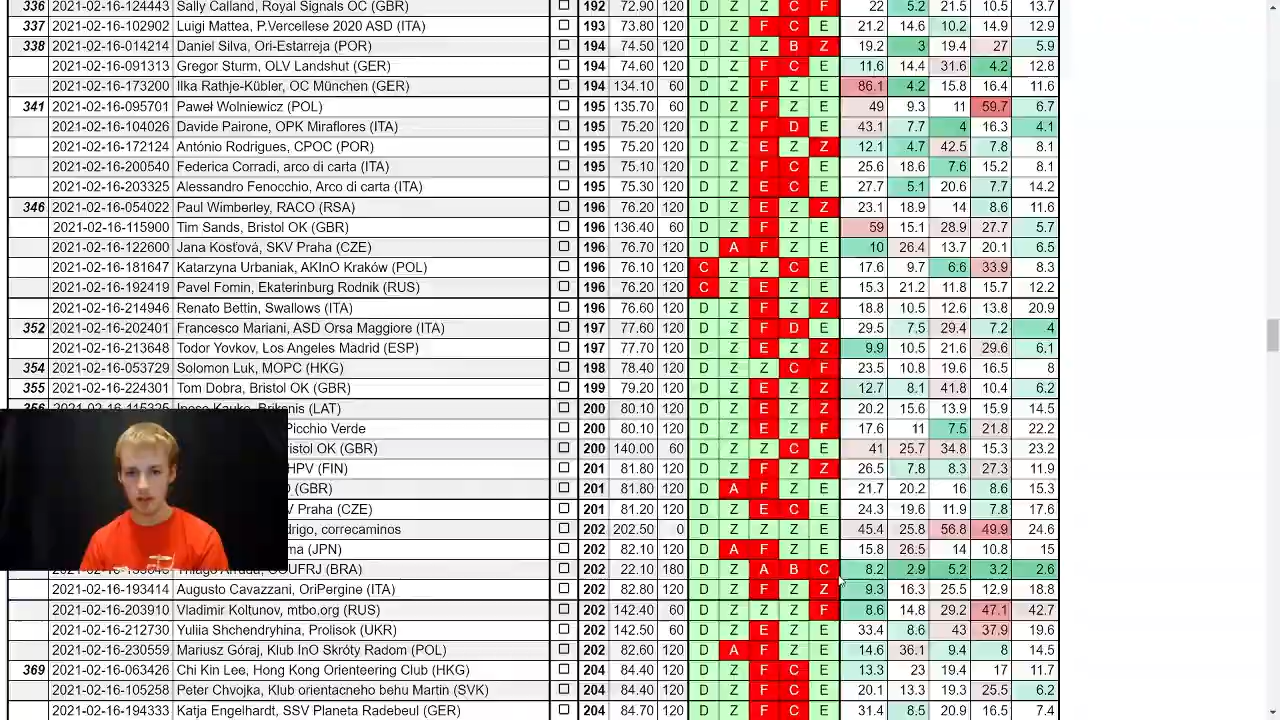 336 2021-02-16-124443 Sally Calland, Royal Signals OC (GBR) 192 72.90 120 D Z Z C F 22 5.2 21.5 10.5 13.7
337 2021-02-16-122902 Luigi Matea, P.Vercellese 2020 ASD (ITA) 193 73.80 120 D Z F C E 21.2 14.6 10.2 14.9 12.9
338 2021-02-16-214214 Daniel Silva, Ori-Estarreja (POR) 194 74.50 120 D Z Z B Z 19.2 3 19.4 27 5.9
2021-02-16-091313 Gregor Sturm, OLV Landshut (GER) 194 74.60 120 D Z F C E 11.6 14.4 31.6 4.2 12.8
2021-02-16-173200 Ilka Rathje-Kübler, OC München (GER) 194 134.10 60 D Z F Z E 86.1 4.2 15.8 16.4 11.6
341 2021-02-16-095701 Paweł Wolniewicz (POL) 195 135.70 60 D Z F Z E 49 9.3 11 59.7 6.7
2021-02-16-104026 Davide Pairone, OPK Miraflores (ITA) 195 75.20 120 D Z F D E 43.1 7.7 4 16.3 4.1
2021-02-16-172124 António Rodrigues, CPOC (POR) 195 75.20 120 D Z E Z Z 12.1 4.7 42.5 7.8 8.1
2021-02-16-210540 Federica Corradi, arco di carta (ITA) 195 75.10 120 D Z F C E 25.6 18.6 7.6 15.2 8.1
2021-02-16-203325 Alessandro Fenocchio, Arco di carta (ITA) 195 75.30 120 D Z E C E 27.7 5.1 20.6 7.7 14.2
346 2021-02-16-054022 Paul Wimberley, RACO (RSA) 196 76.20 120 D Z E Z Z 23.1 18.9 14 8.6 11.6
2021-02-16-115900 Tim Sands, Bristol OK (GBR) 196 136.40 60 D Z F Z E 59 15.1 28.9 27.7 5.7
2021-02-16-122600 Jana Kosťová, SKV Praha (CZE) 196 76.70 120 D A F Z E 10 26.4 13.7 20.1 6.5
2021-02-16-181647 Katarzyna Urbaniak, AKInO Kraków (POL) 196 76.10 120 C Z Z C E 17.6 9.7 6.6 33.9 8.3
2021-02-16-182419 Pavel Fomin, Ekaterinburg Rodnik (RUS) 196 76.20 120 C Z E Z E 15.3 21.2 11.8 15.7 12.2
2021-02-16-214946 Renato Bettin, Swallows (ITA) 196 76.60 120 D Z F Z Z 18.8 10.5 12.6 13.8 20.9
352 Francesco Mariani, ASD Orsa Maggiore (ITA) 197 77.60 120 D Z F D E 29.5 7.5 29.4 7.2 4
2021-02-16-213648 Todor Yovkov, Los Angeles Madrid (ESP) 197 77.70 120 D Z E Z Z 9.9 10.5 21.6 29.6 6.1
354 Solomon Luk, MOPC (HKG) 198 78.40 120 D Z Z C F 23.5 10.8 19.6 16.5 8
355 2021-02-16-244301 Tom Dobra, Bristol OK (GBR) 199 79.20 120 D Z E Z Z 12.7 8.1 41.8 10.4 6.2
(LAT) 200 80.10 120 D Z E Z Z 20.2 15.6 13.9 15.9 14.5
Picchio Verde 200 80.10 120 D Z E Z F 17.6 11 7.5 21.8 22.2
ristol OK (GBR) 200 140.00 60 D Z Z C E 41 25.7 34.8 15.3 23.2
HPV (FIN) 201 81.80 120 D Z F Z Z 26.5 7.8 8.3 27.3 11.9
(GBR) 201 81.80 120 D A F Z E 21.7 20.2 16 8.6 15.3
V Praha (CZE) 201 81.20 120 D Z E C E 24.3 19.6 11.9 7.8 17.6
drigo, correcaminos 202 202.50 0 D Z Z Z E 45.4 25.8 56.8 49.9 24.6
ma (JPN) 202 82.10 120 D A F Z E 15.8 26.5 14 10.8 15
(BRA) 202 22.10 180 D Z A B C 8.2 2.9 5.2 3.2 2.6
2021-02-16-203414 Augusto Cavazzani, OriPergine (ITA) 202 82.80 120 D Z F Z Z 9.3 16.3 25.5 12.9 18.8
2021-02-16-203910 Vladimir Koltunov, mtbo.org (RUS) 202 142.40 60 D Z Z Z F 8.6 14.8 29.2 47.1 42.7
2021-02-16-212730 Yuliia Shchendryhina, Prolisok (UKR) 202 142.50 60 D Z E Z E 33.4 8.6 43 37.9 19.6
2021-02-16-220559 Mariusz Góraj, Klub InO Skróty Radom (POL) 202 82.60 120 D A F Z E 14.6 36.1 9.4 8 14.5
369 2021-02-16-053426 Chi Kin Lee, Hong Kong Orienteering Club (HKG) 204 84.40 120 D Z F C E 13.3 23 19.4 17 11.7
2021-02-16-105258 Peter Chvojka, Klub orientacneho behu Martin (SVK) 204 84.40 120 D Z F C E 20.1 13.3 19.3 25.5 6.2
2021-02-16-204333 Katja Engelhardt, SSV Planeta Radebeul (GER) 204 84.70 120 D Z F C E 31.4 8.5 20.9 16.5 7.4